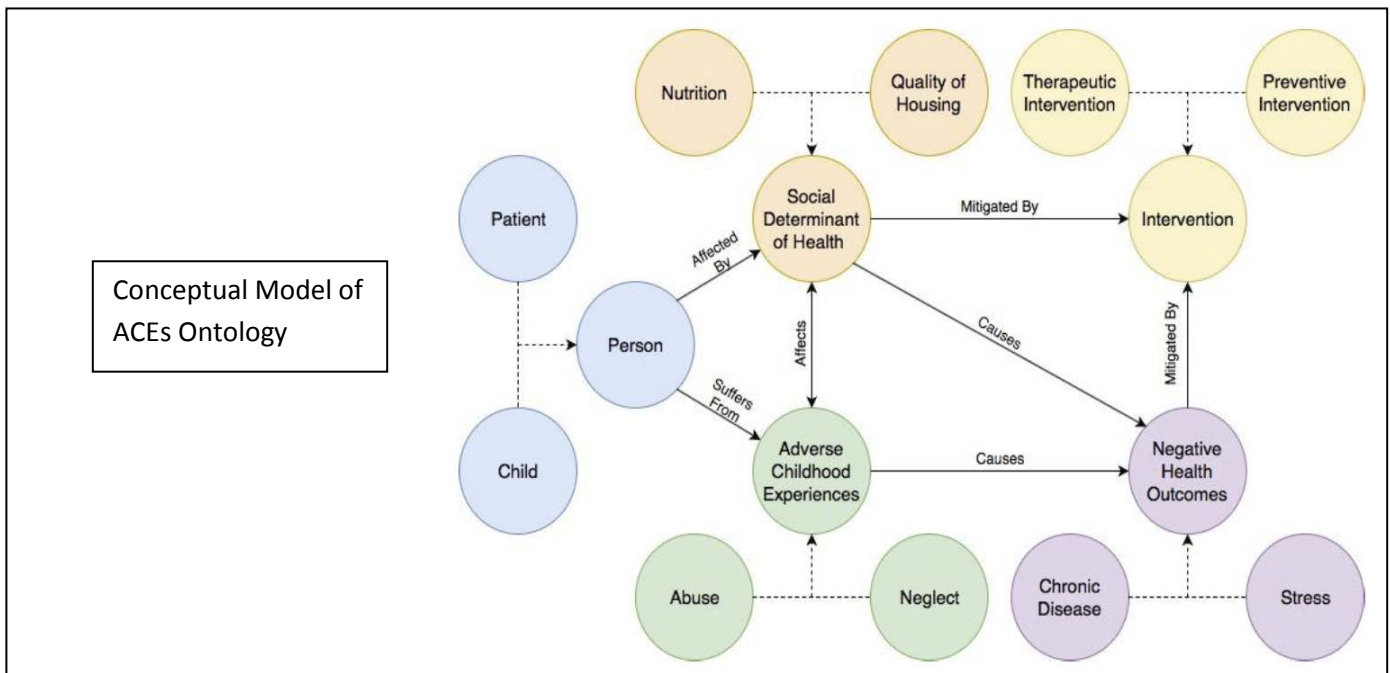 Nutrition
Quality of
Housing
Therapeutic
Intervention
Preventive
Intervention
Patient
Social
Determinant
of Health
Mitigated By
Intervention
Affected
By
Conceptual Model of
ACEs Ontology
Person
Affects
Causes
Mitigated By
Suffers
From
Child
Adverse
Childhood
Experiences
Causes
Negative
Health
Outcomes
Abuse
Neglect
Chronic
Disease
Stress